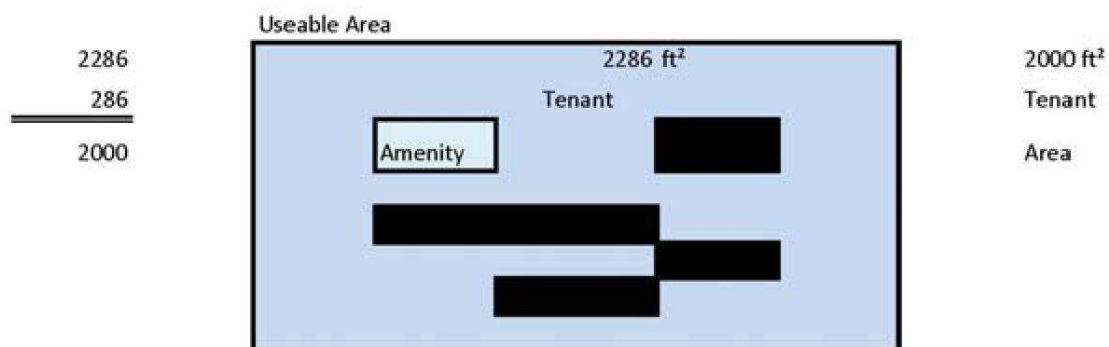 Useable Area
2286 2286 ft² 2000 ft²
286 Tenant Tenant
2000 Amenity Area